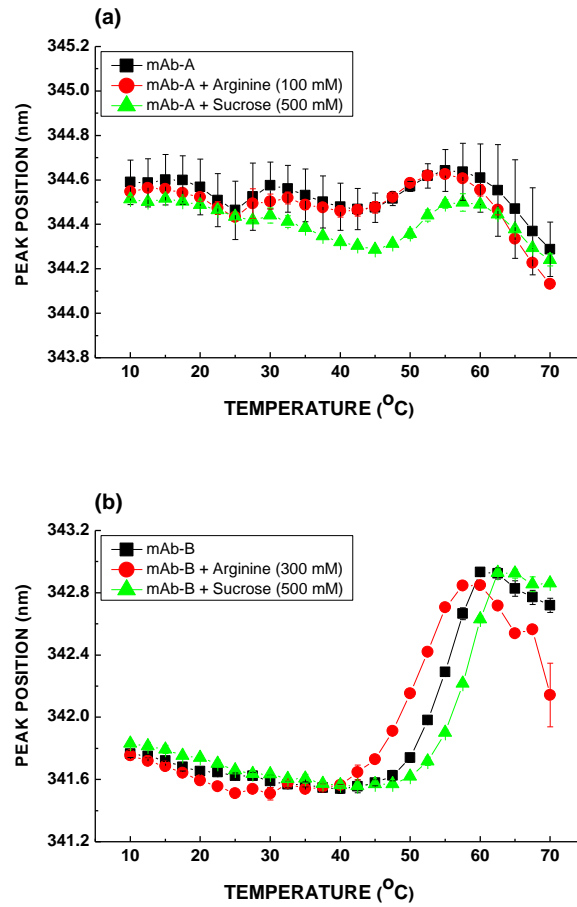 (a)
345.2
345.0
344.8
344.6
344.4
344.2
344.0
343.8
PEAK POSITION (nm)
mAb-A
mAb-A + Arginine (100 mM)
mAb-A + Sucrose (500 mM)
10 20 30 40 50 60 70
TEMPERATURE (°C)
(b)
343.2
342.8
342.4
342.0
341.6
341.2
PEAK POSITION (nm)
mAb-B
mAb-B + Arginine (300 mM)
mAb-B + Sucrose (500 mM)
10 20 30 40 50 60 70
TEMPERATURE (°C)